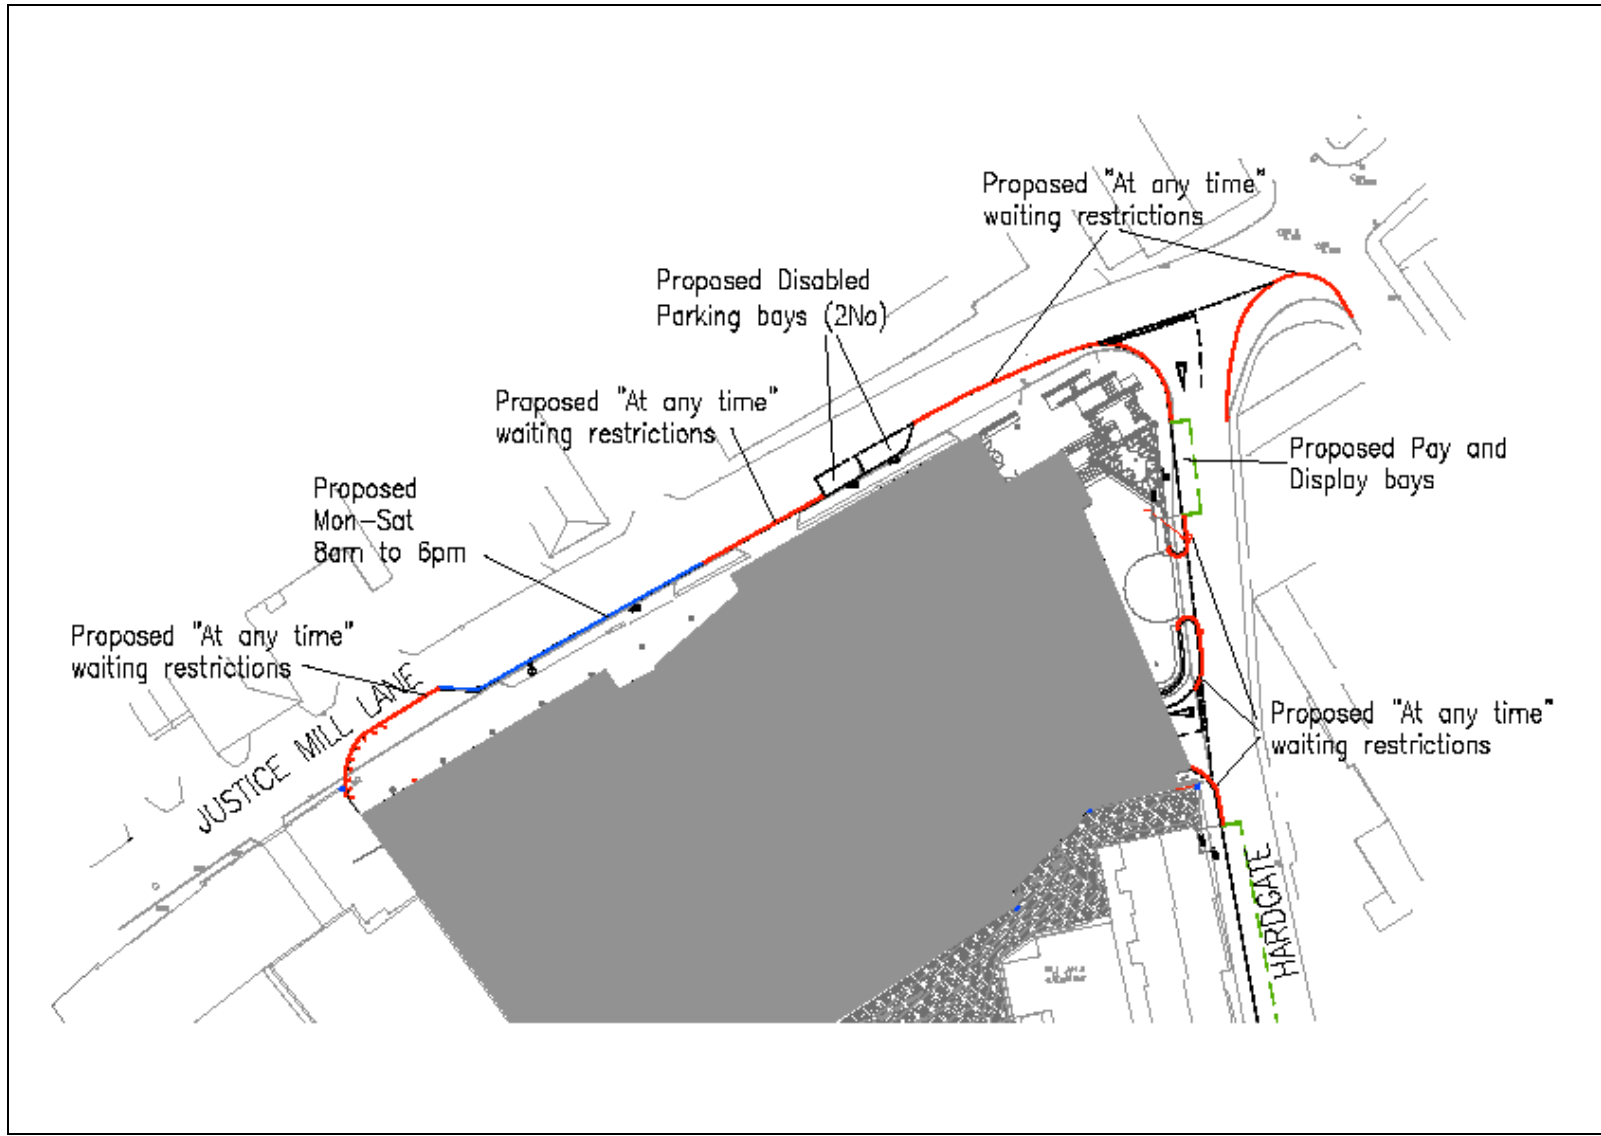 Proposed "At any time"
waiting restrictions
Proposed Disabled
Parking bays (2No)
Proposed "At any time"
waiting restrictions
Proposed Pay and
Display bays
Proposed
Mon-Sat
8am to 6pm
Proposed "At any time"
waiting restrictions
JUSTICE MILL LANE
Proposed "At any time"
waiting restrictions
HARDGATE